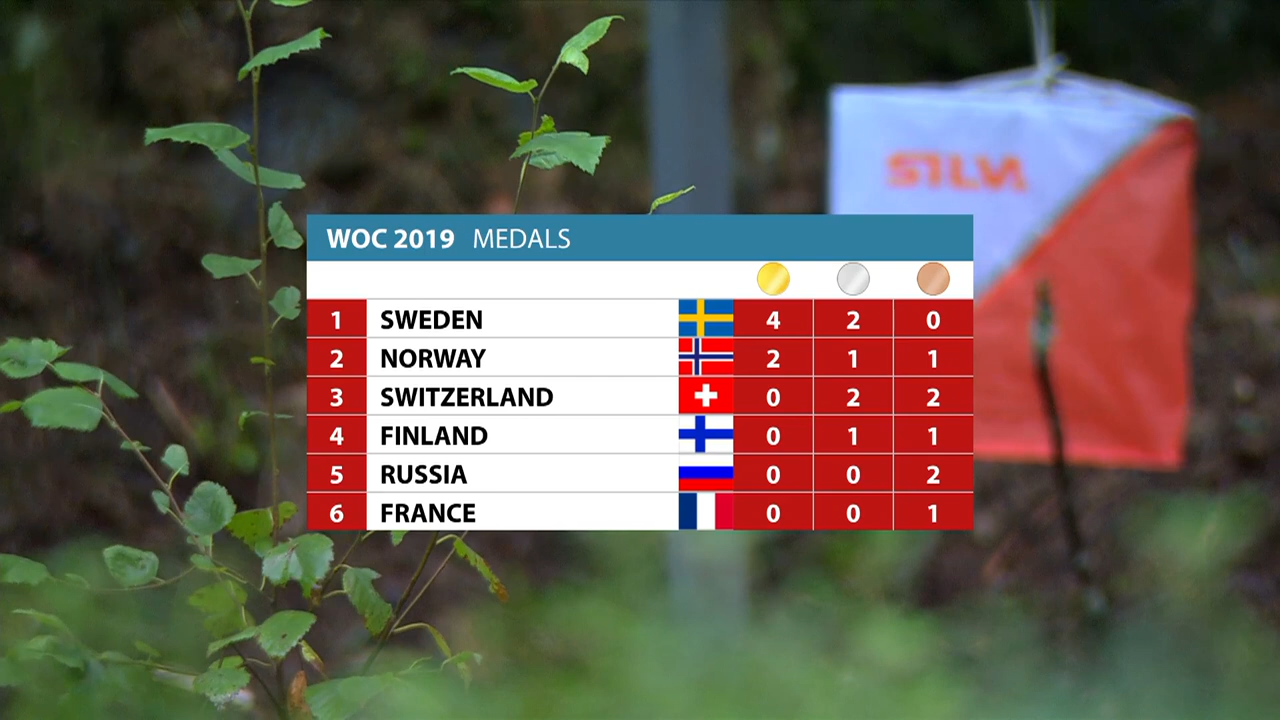 SILVA
WOC 2019 MEDALS
1 SWEDEN 4 2 0
2 NORWAY 2 1 1
3 SWITZERLAND 0 2 2
4 FINLAND 0 1 1
5 RUSSIA 0 0 2
6 FRANCE 0 0 1